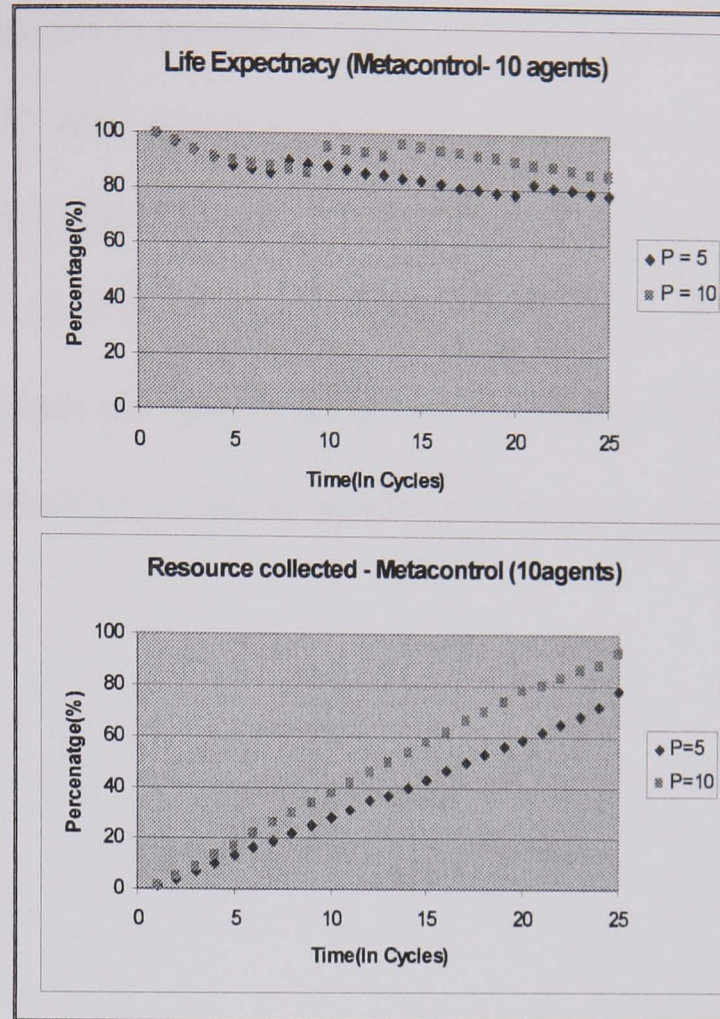 Life Expectnacy (Metacontrol- 10 agents)
Percentage(%)
100
80
60
40
20
0
0 5 10 15 20 25
Time(In Cycles)
P = 5
P = 10
Resource collected - Metacontrol (10agents)
Percenatge(%)
100
80
60
40
20
0
0 5 10 15 20 25
Time(In Cycles)
P=5
P=10